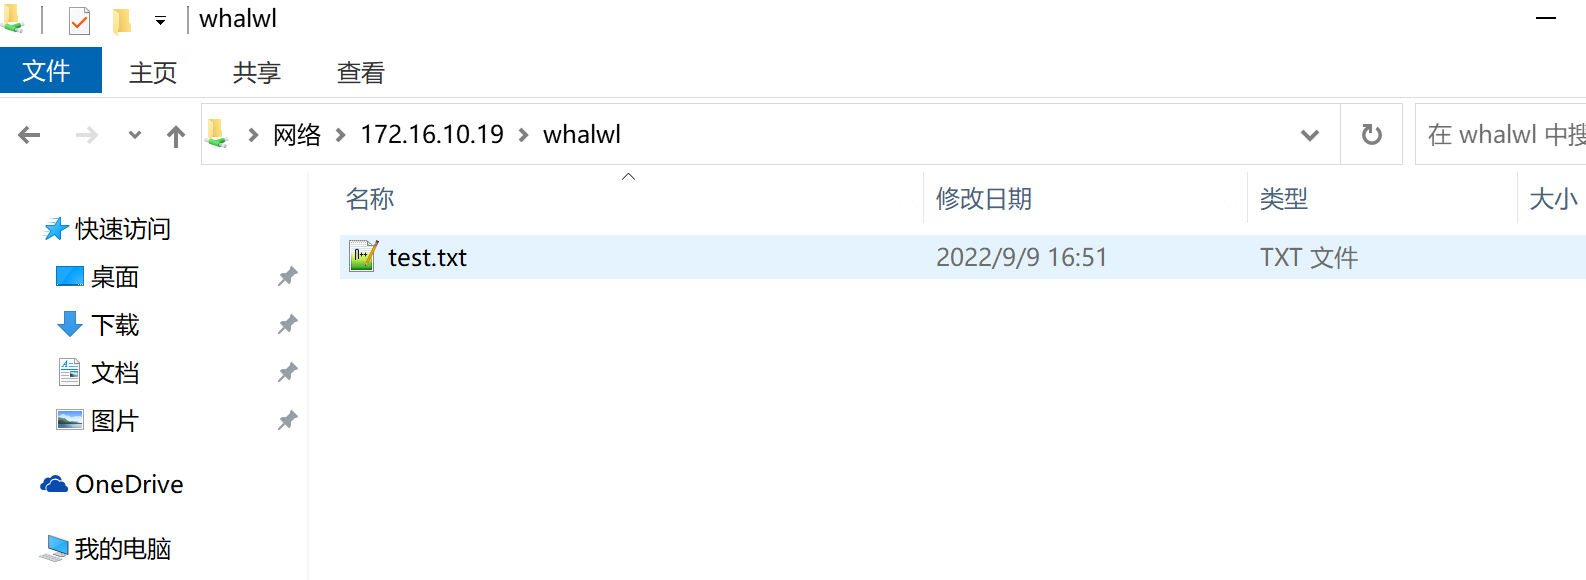 whalwl
文件 主页 共享 查看
网络 172.16.10.19 whalwl
在 whalwl 中搜
名称 修改日期 类型 大小
test.txt 2022/9/9 16:51 TXT 文件
快速访问
桌面
下载
文档
图片
OneDrive
我的电脑